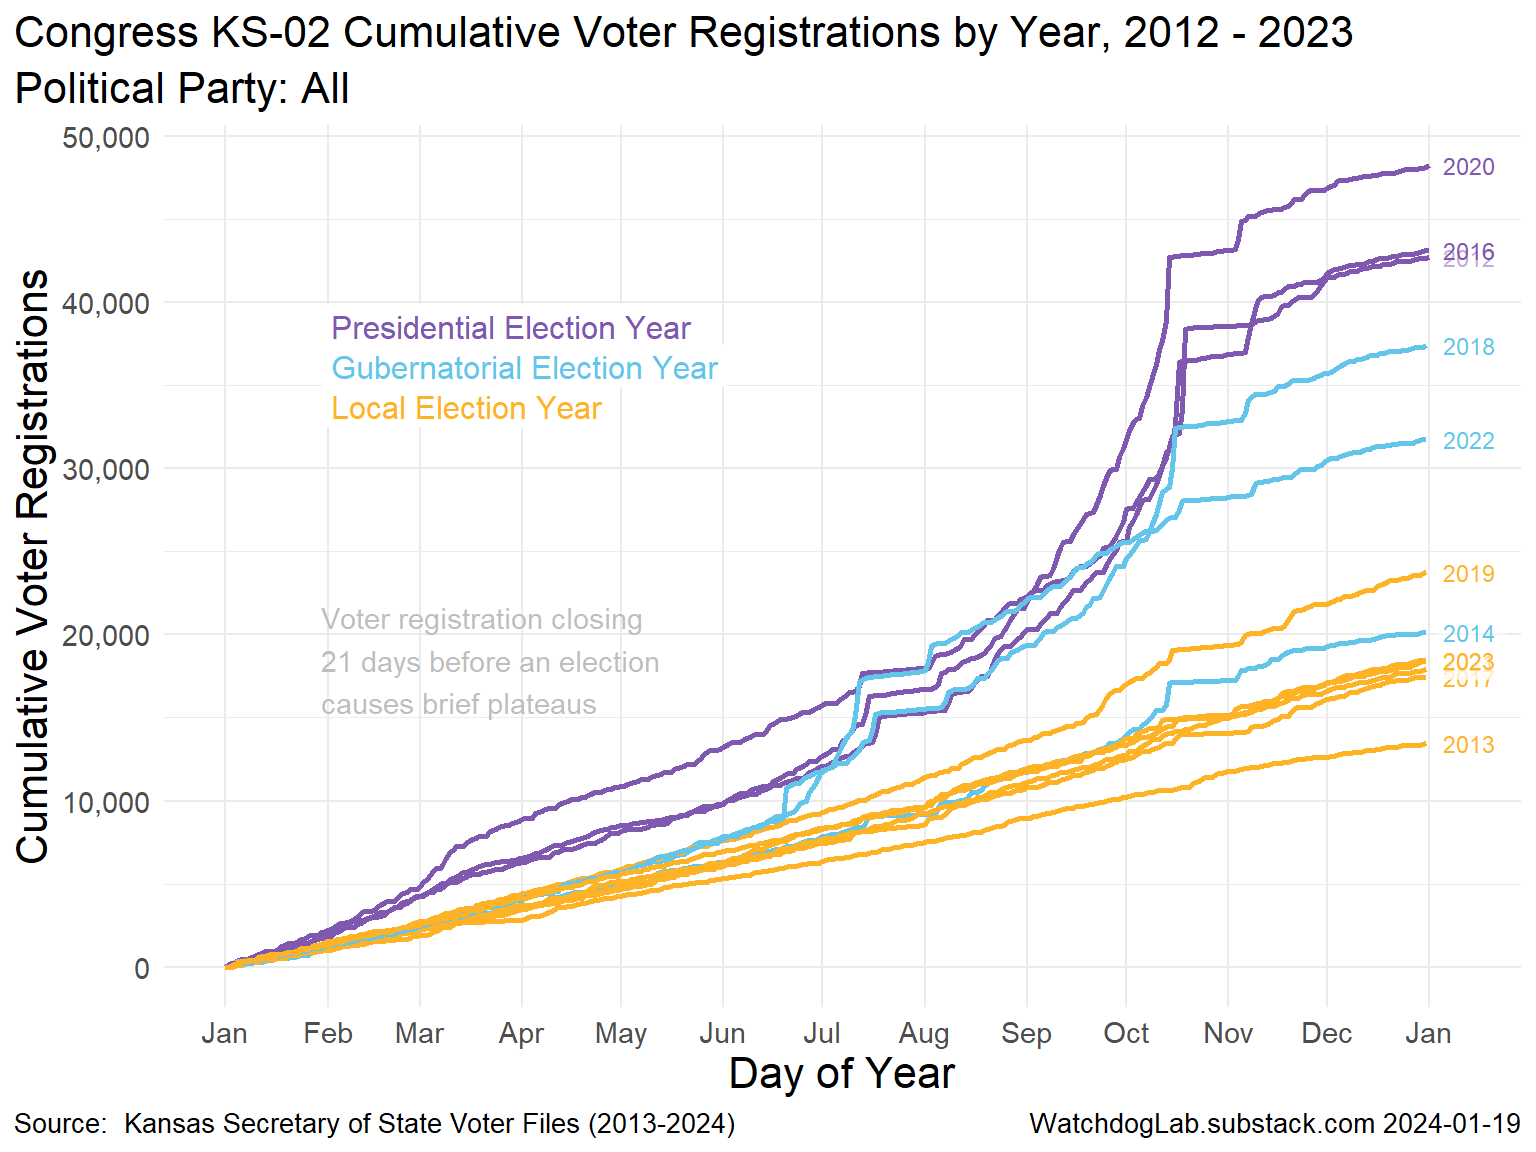 Congress KS-02 Cumulative Voter Registrations by Year, 2012 - 2023
Political Party: All
Cumulative Voter Registrations
50,000
40,000
30,000
20,000
10,000
0
Presidential Election Year
Gubernatorial Election Year
Local Election Year
Voter registration closing
21 days before an election
causes brief plateaus
2020
2016
2012
2018
2022
2019
2014
2023
2017
2013
Jan Feb Mar Apr May Jun Jul Aug Sep Oct Nov Dec Jan
Day of Year
Source:  Kansas Secretary of State Voter Files (2013-2024)
WatchdogLab.substack.com 2024-01-19